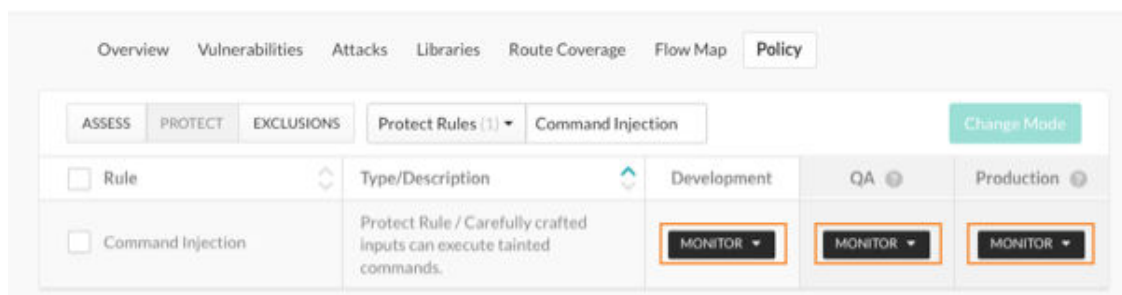 Overview Vulnerabilities Attacks Libraries Route Coverage Flow Map Policy
ASSESS PROTECT EXCLUSIONS Protect Rules (1) Command Injection Change Mode
Rule Type/Description Development QA Production
Command Injection Protect Rule / Carefully crafted
inputs can execute tainted
commands.
MONITOR MONITOR MONITOR